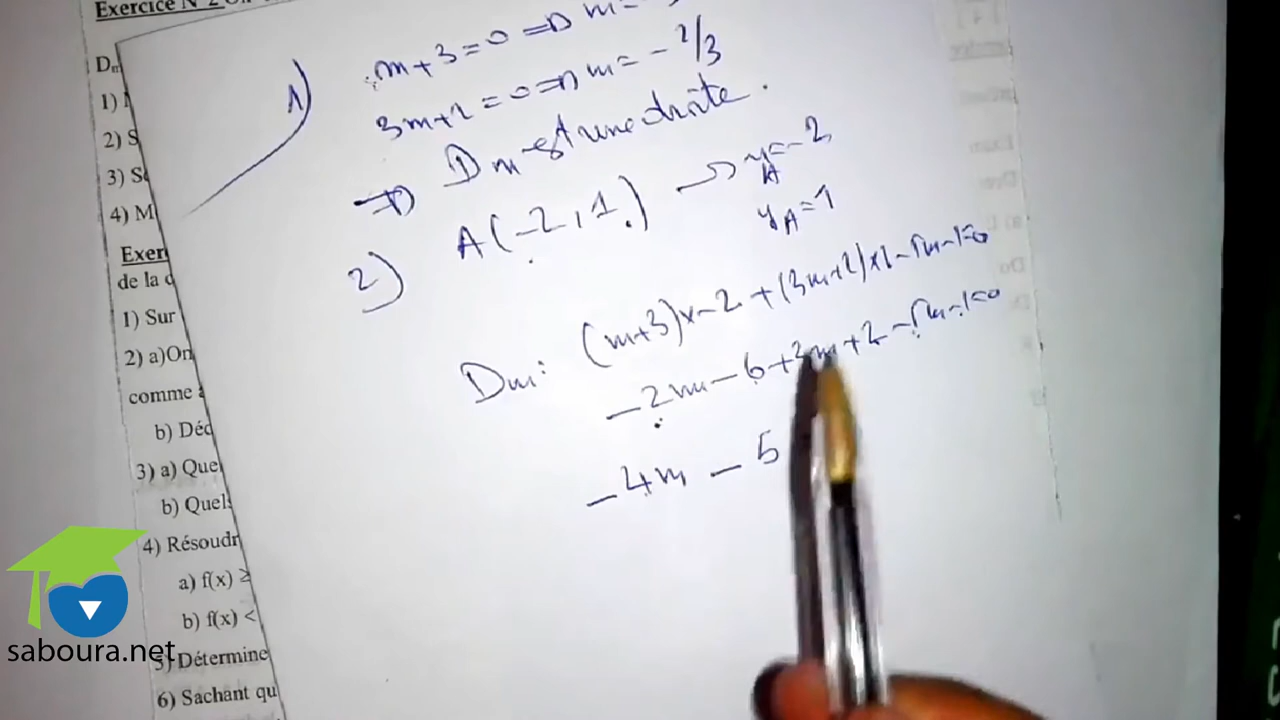 Exercice N°2
1) m+3=0 ⇒ m=
3m+2=0 ⇒ m= -2/3
⇒ Dm est une droite.
2) A(-2,1) → xA=-2
yA=1
Dm: (m+3)x-2+(3m+2)x1-5m-1=0
-2m-6+3m+2-5m-1=0
-4m-5
1)
2) S
3) S
4) M
Exer
de la
1) Sur
2) a)On
comme
b) Déd
3) a) Que
b) Quels
4) Résoudr
a) f(x) ≥
b) f(x) <
5) Détermine
6) Sachant qu
saboura.net